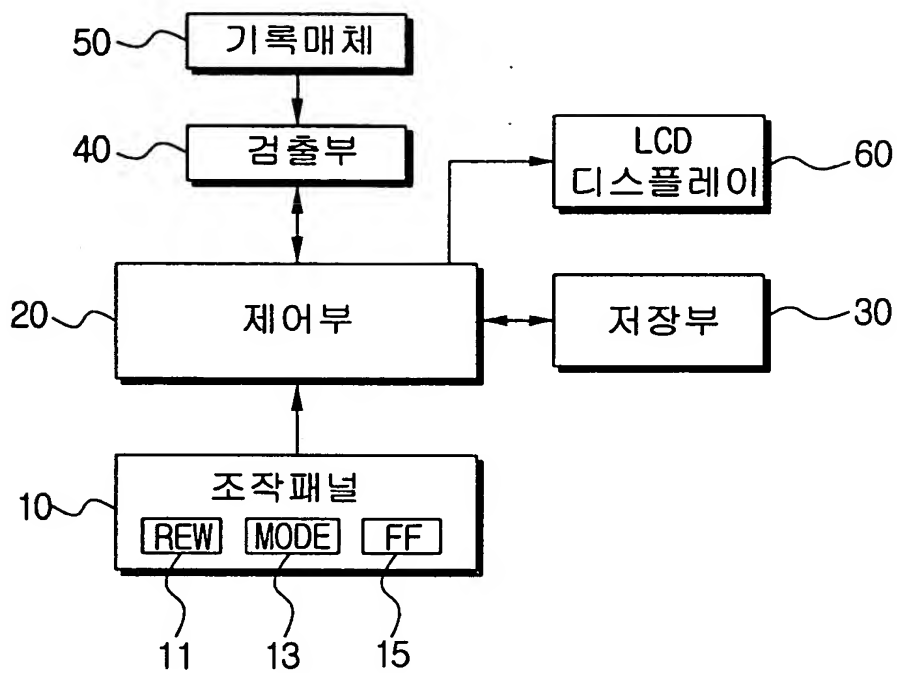 50
기록매체
40
검출부
LCD
디스플레이
60
20
제어부
저장부
30
10
조작패널
REW
MODE
FF
11
13
15